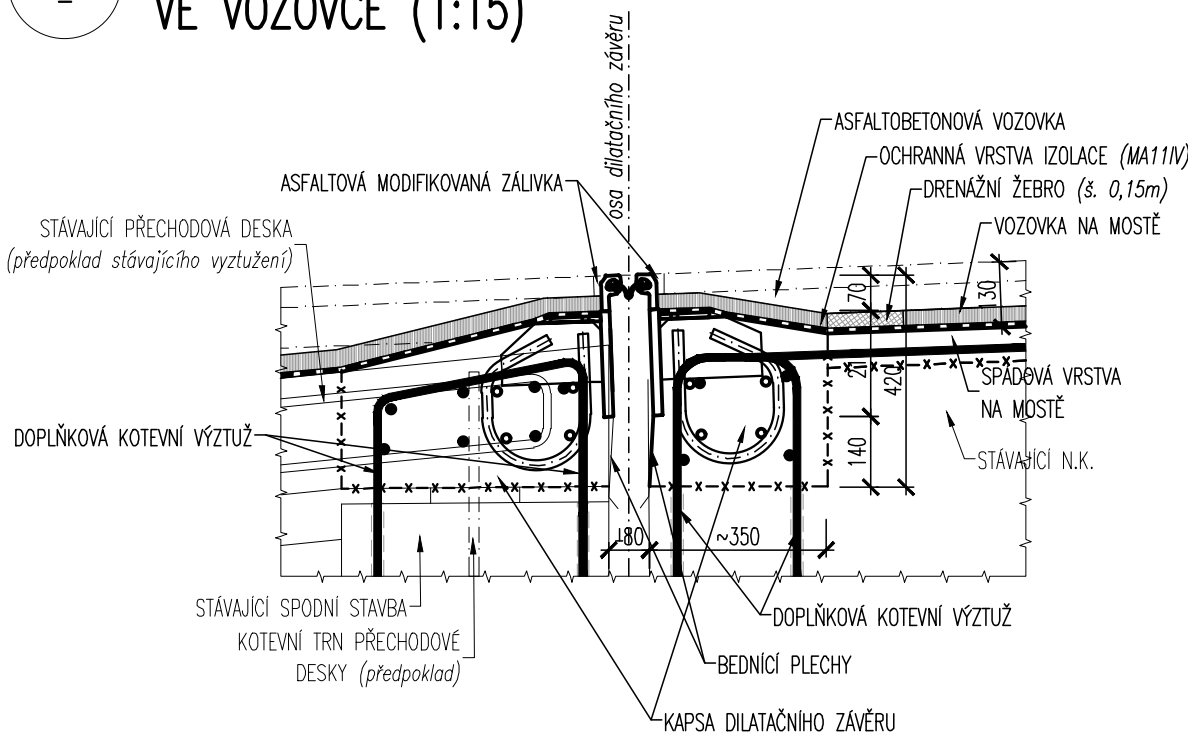 VE VOZOVCE (1:15)
osa dilatačního závěru
ASFALTOBETONOVÁ VOZOVKA
OCHRANNÁ VRSTVA IZOLACE (MA11IV)
DRENÁŽNÍ ŽEBRO (š. 0,15m)
VOZOVKA NA MOSTĚ
ASFALTOVÁ MODIFIKOVANÁ ZÁLIVKA
STÁVAJÍCÍ PŘECHODOVÁ DESKA
(předpoklad stávajícího vyztužení)
70
130
420
140
SPÁDOVÁ VRSTVA
NA MOSTĚ
DOPLŇKOVÁ KOTEVNÍ VÝZTUŽ
STÁVAJÍCÍ N.K.
~350
STÁVAJÍCÍ SPODNÍ STAVBA
KOTEVNÍ TRN PŘECHODOVÉ
DESKY (předpoklad)
DOPLŇKOVÁ KOTEVNÍ VÝZTUŽ
BEDNÍCÍ PLECHY
KAPSA DILATAČNÍHO ZÁVĚRU